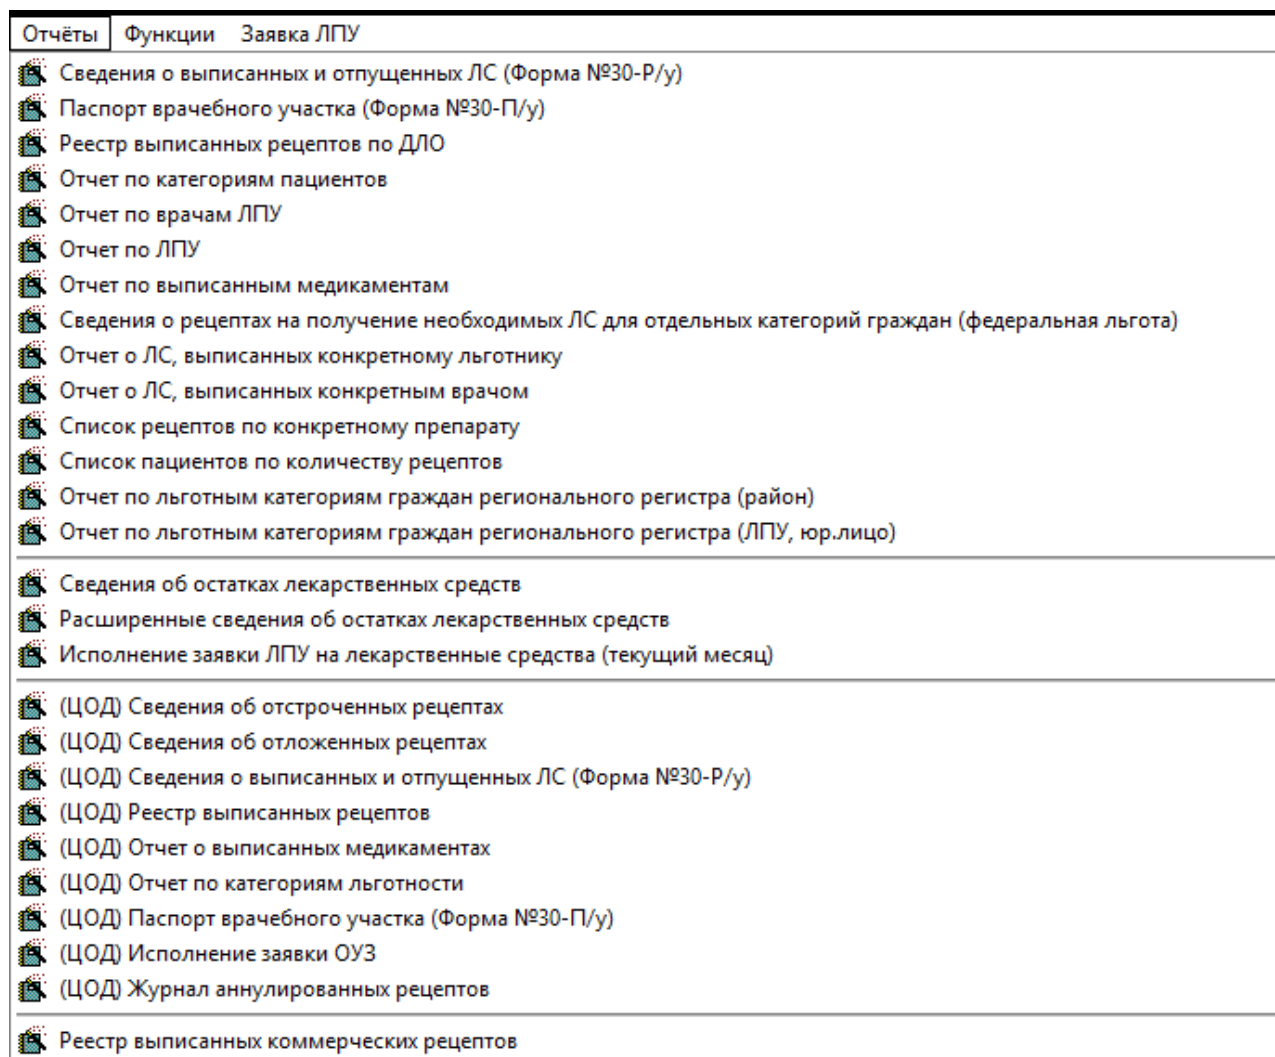 Отчёты Функции Заявка ЛПУ
Сведения о выписанных и отпущенных ЛС (Форма №30-Р/у)
Паспорт врачебного участка (Форма №30-П/у)
Реестр выписанных рецептов по ДЛО
Отчет по категориям пациентов
Отчет по врачам ЛПУ
Отчет по ЛПУ
Отчет по выписанным медикаментам
Сведения о рецептах на получение необходимых ЛС для отдельных категорий граждан (федеральная льгота)
Отчет о ЛС, выписанных конкретному льготнику
Отчет о ЛС, выписанных конкретным врачом
Список рецептов по конкретному препарату
Список пациентов по количеству рецептов
Отчет по льготным категориям граждан регионального регистра (район)
Отчет по льготным категориям граждан регионального регистра (ЛПУ, юр.лицо)
Сведения об остатках лекарственных средств
Расширенные сведения об остатках лекарственных средств
Исполнение заявки ЛПУ на лекарственные средства (текущий месяц)
(ЦОД) Сведения об отстроченных рецептах
(ЦОД) Сведения об отложенных рецептах
(ЦОД) Сведения о выписанных и отпущенных ЛС (Форма №30-Р/у)
(ЦОД) Реестр выписанных рецептов
(ЦОД) Отчет о выписанных медикаментах
(ЦОД) Отчет по категориям льготности
(ЦОД) Паспорт врачебного участка (Форма №30-П/у)
(ЦОД) Исполнение заявки ОУЗ
(ЦОД) Журнал аннулированных рецептов
Реестр выписанных коммерческих рецептов